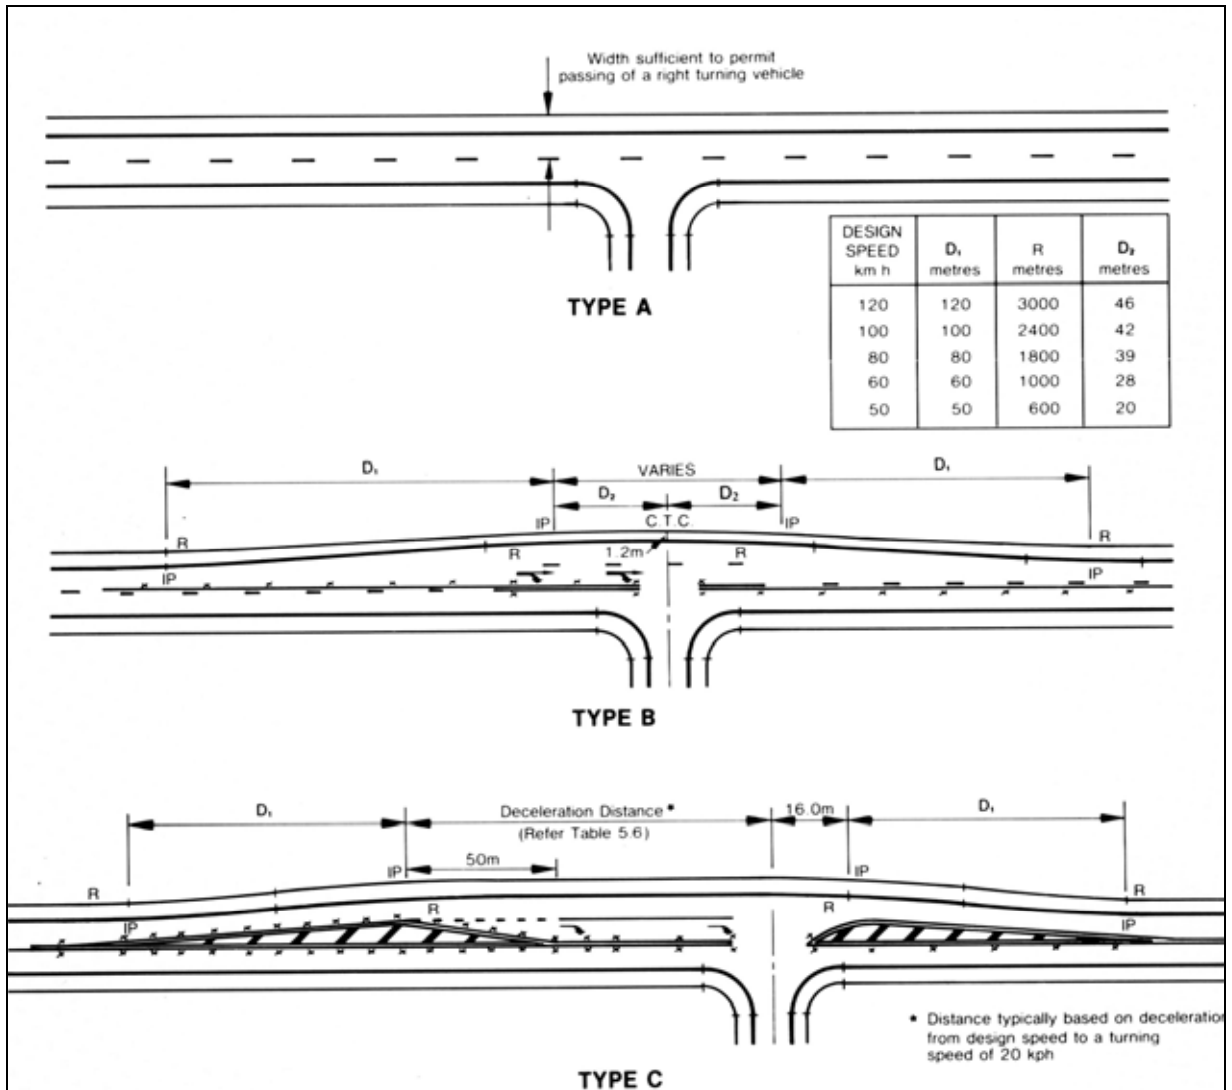 Width sufficient to permit
passing of a right turning vehicle
TYPE A
DESIGN SPEED km h D₁ metres R metres D₂ metres
120 120 3000 46
100 100 2400 42
80 80 1800 39
60 60 1000 28
50 50 600 20
D₁ VARIES D₁
D₂ D₂
IP C.T.C. IP
R R
R 1.2m R
IP IP
TYPE B
D₁ Deceleration Distance* 16.0m D₁
(Refer Table 5.6)
50m
IP IP
R R
R R
IP IP
* Distance typically based on deceleration
from design speed to a turning
speed of 20 kph
TYPE C